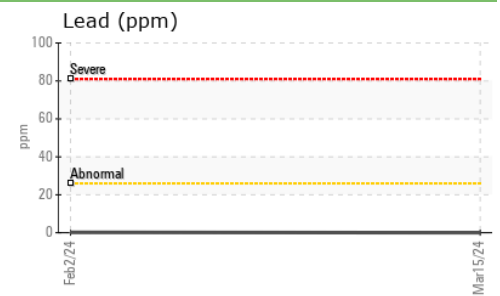 Lead (ppm)
100
Severe
80
60
ppm
40
Abnormal
20
0
Feb2/24
Mar15/24